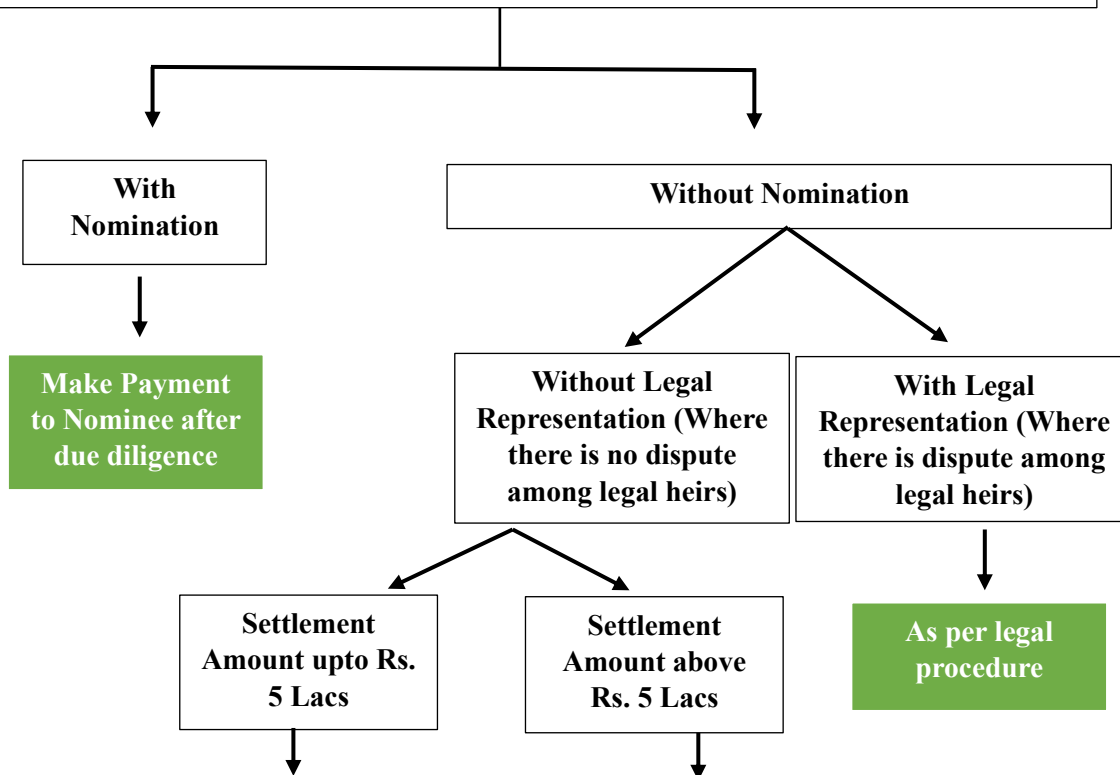 With
Nomination
Without Nomination
Make Payment
to Nominee after
due diligence
Without Legal
Representation (Where
there is no dispute
among legal heirs)
With Legal
Representation (Where
there is dispute among
legal heirs)
Settlement
Amount upto Rs.
5 Lacs
Settlement
Amount above
Rs. 5 Lacs
As per legal
procedure